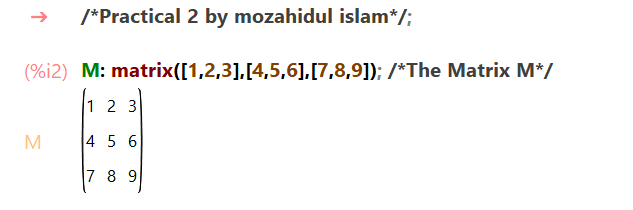 → /*Practical 2 by mozahidul islam*/;
(%i2) M: matrix([1,2,3],[4,5,6],[7,8,9]); /*The Matrix M*/
1 2 3
M 4 5 6
7 8 9